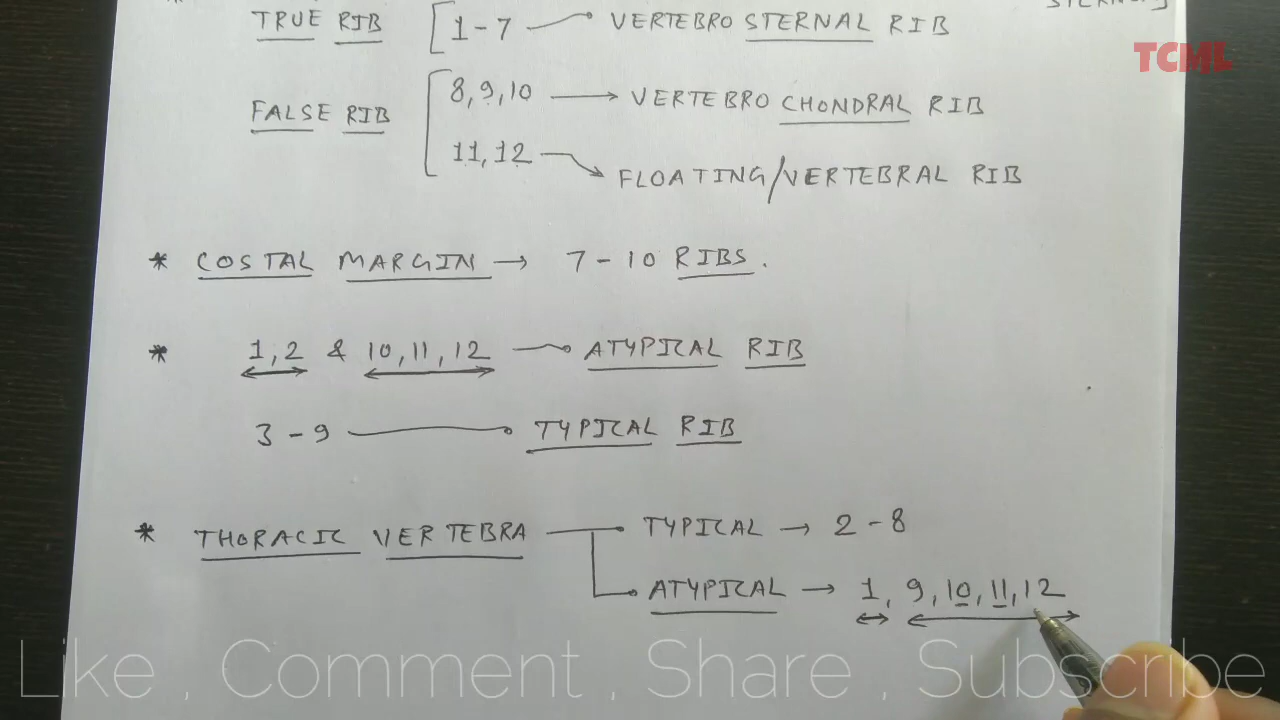 TRUE RIB [1-7 VERTEBRO STERNAL RIB
TCML
FALSE RIB [8,9,10 → VERTEBRO CHONDRAL RIB
11,12 → FLOATING/VERTEBRAL RIB
* COSTAL MARGIN → 7-10 RIBS.
* 1,2 & 10,11,12 ATYPICAL RIB
3-9 TYPICAL RIB
* THORACIC VERTEBRA TYPICAL → 2-8
ATYPICAL → 1, 9,10,11,12
Like , Comment , Share , Subscribe